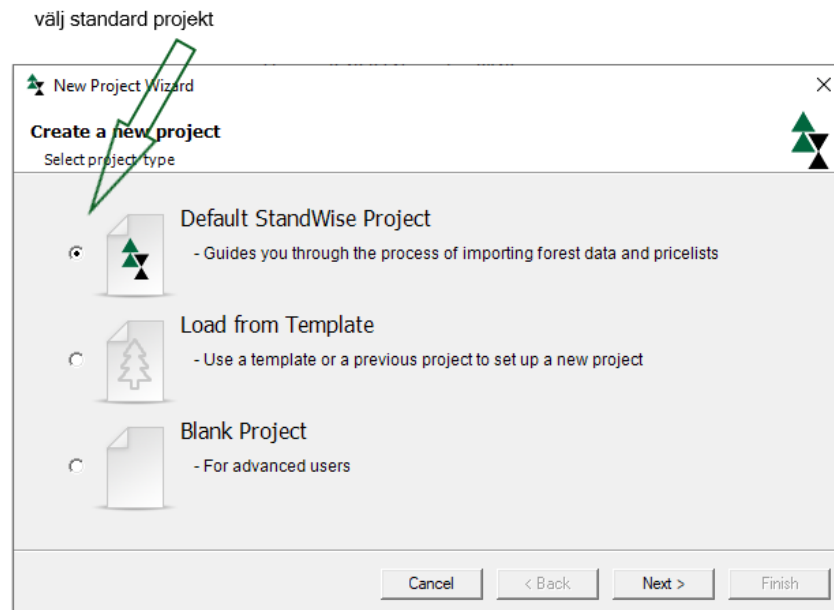 välj standard projekt
New Project Wizard
Create a new project
Select project type
Default StandWise Project
- Guides you through the process of importing forest data and pricelists
Load from Template
- Use a template or a previous project to set up a new project
Blank Project
- For advanced users
Cancel
< Back
Next >
Finish